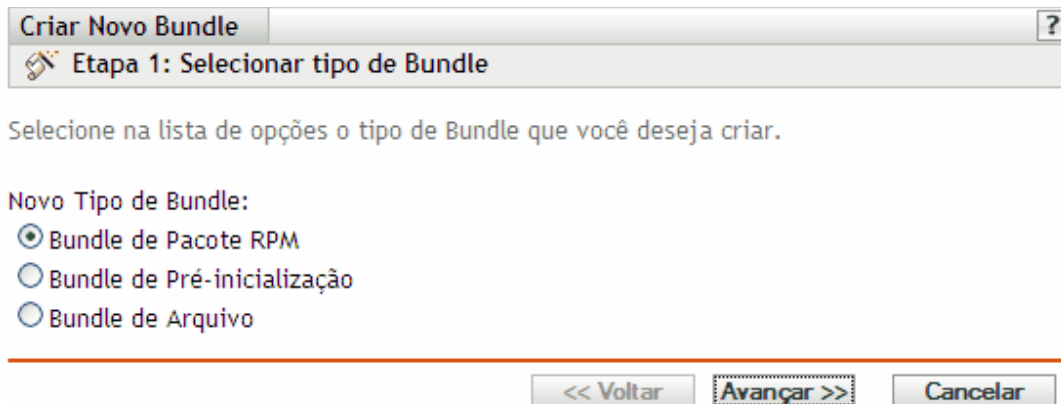 Criar Novo Bundle
?
Etapa 1: Selecionar tipo de Bundle
Selecione na lista de opções o tipo de Bundle que você deseja criar.
Novo Tipo de Bundle:
Bundle de Pacote RPM
Bundle de Pré-inicialização
Bundle de Arquivo
<< Voltar Avançar >> Cancelar